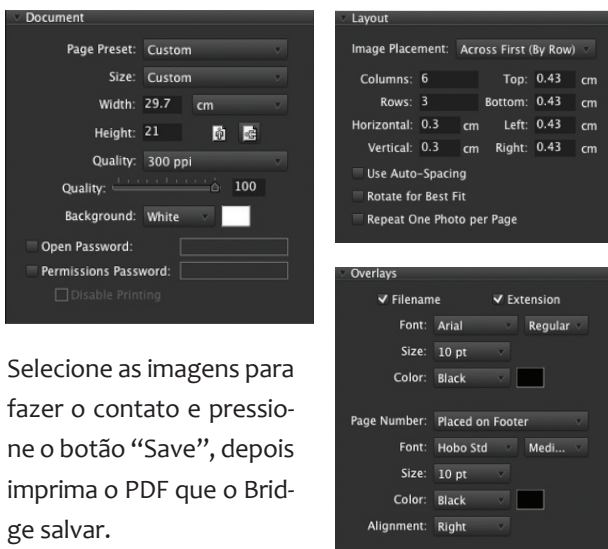 Document
Page Preset: Custom
Size: Custom
Width: 29.7 cm
Height: 21
Quality: 300 ppi
Quality: 100
Background: White
Open Password:
Permissions Password:
Disable Printing
Selecione as imagens para
fazer o contato e pressio-
ne o botão “Save”, depois
imprima o PDF que o Brid-
ge salvar.
Layout
Image Placement: Across First (By Row)
Columns: 6 Top: 0.43 cm
Rows: 3 Bottom: 0.43 cm
Horizontal: 0.3 cm Left: 0.43 cm
Vertical: 0.3 cm Right: 0.43 cm
Use Auto-Spacing
Rotate for Best Fit
Repeat One Photo per Page
Overlays
Filename Extension
Font: Arial Regular
Size: 10 pt
Color: Black
Page Number: Placed on Footer
Font: Hobo Std Medi...
Size: 10 pt
Color: Black
Alignment: Right